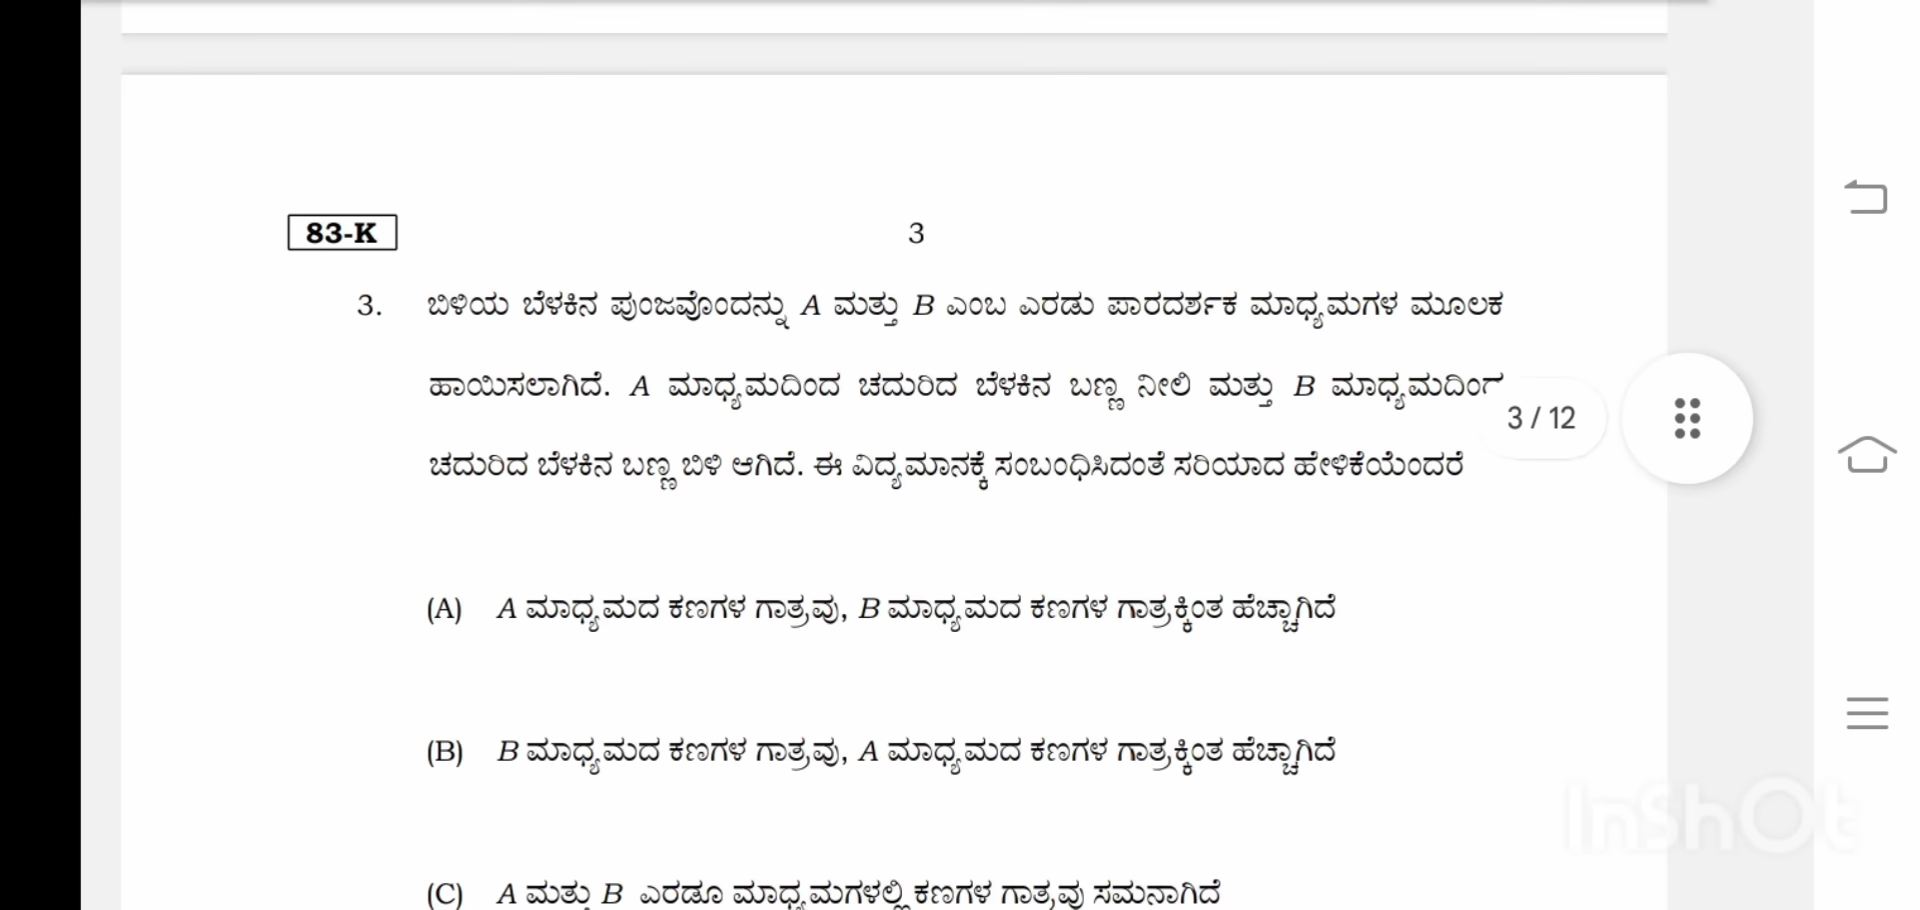 83-K
3
3. ಬಿಳಿಯ ಬೆಳಕಿನ ಪುಂಜವೊಂದನ್ನು A ಮತ್ತು B ಎಂಬ ಎರಡು ಪಾರದರ್ಶಕ ಮಾಧ್ಯಮಗಳ ಮೂಲಕ
ಹಾಯಿಸಲಾಗಿದೆ. A ಮಾಧ್ಯಮದಿಂದ ಚದುರಿದ ಬೆಳಕಿನ ಬಣ್ಣ ನೀಲಿ ಮತ್ತು B ಮಾಧ್ಯಮದಿಂದ
3 / 12
ಚದುರಿದ ಬೆಳಕಿನ ಬಣ್ಣ ಬಿಳಿ ಆಗಿದೆ. ಈ ವಿದ್ಯಮಾನಕ್ಕೆ ಸಂಬಂಧಿಸಿದಂತೆ ಸರಿಯಾದ ಹೇಳಿಕೆಯೆಂದರೆ
(A) A ಮಾಧ್ಯಮದ ಕಣಗಳ ಗಾತ್ರವು, B ಮಾಧ್ಯಮದ ಕಣಗಳ ಗಾತ್ರಕ್ಕಿಂತ ಹೆಚ್ಚಾಗಿದೆ
(B) B ಮಾಧ್ಯಮದ ಕಣಗಳ ಗಾತ್ರವು, A ಮಾಧ್ಯಮದ ಕಣಗಳ ಗಾತ್ರಕ್ಕಿಂತ ಹೆಚ್ಚಾಗಿದೆ
InShOt
(C) A ಮತ್ತು B ಎರಡೂ ಮಾಧ್ಯಮಗಳಲ್ಲಿ ಕಣಗಳ ಗಾತ್ರವು ಸಮನಾಗಿದೆ